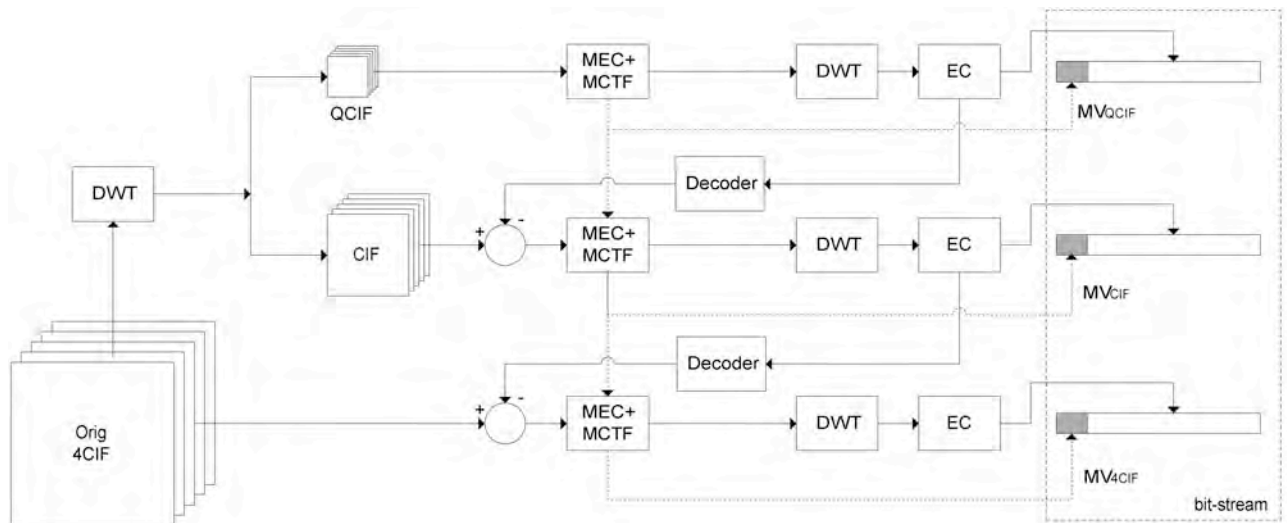 MEC+
MCTF
DWT
EC
QCIF
MVQCIF
DWT
Decoder
+
-
CIF
MEC+
MCTF
DWT
EC
MVCIF
Decoder
+
-
Orig
4CIF
MEC+
MCTF
DWT
EC
MV4CIF
bit-stream